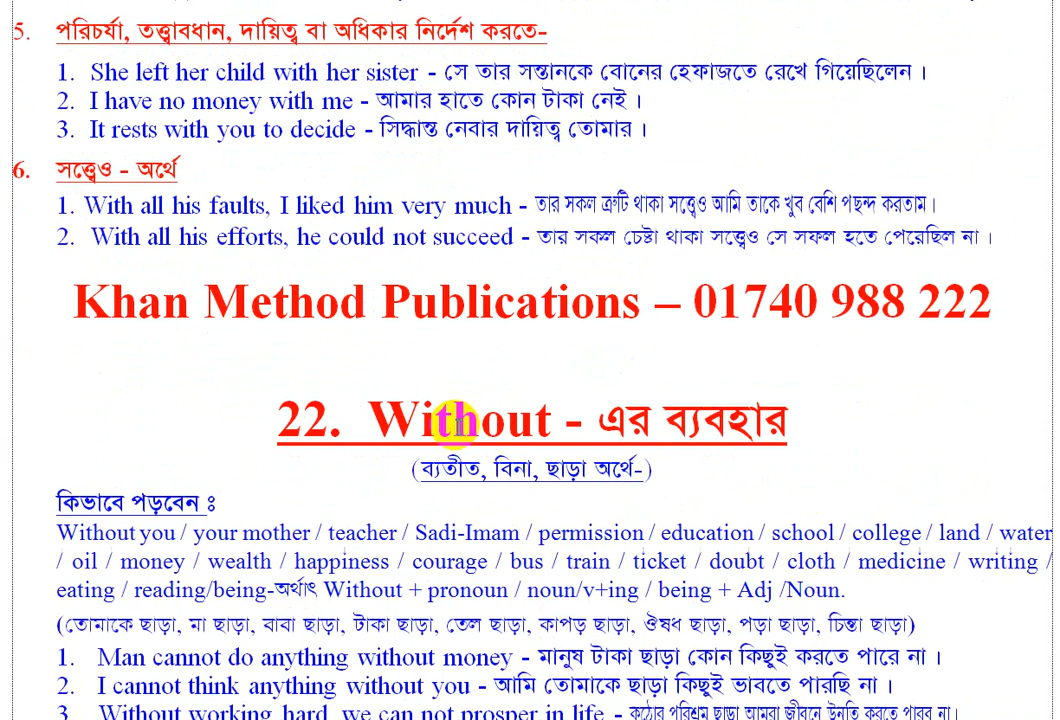 5. পরিচর্যা, তত্ত্বাবধান, দায়িত্ব বা অধিকার নির্দেশ করতে-
1. She left her child with her sister - সে তার সন্তানকে বোনের হেফাজতে রেখে গিয়েছিলেন ।
2. I have no money with me - আমার হাতে কোন টাকা নেই ।
3. It rests with you to decide - সিদ্ধান্ত নেবার দায়িত্ব তোমার ।
6. সত্ত্বেও - অর্থে
1. With all his faults, I liked him very much - তার সকল ত্রুটি থাকা সত্ত্বেও আমি তাকে খুব বেশি পছন্দ করতাম।
2. With all his efforts, he could not succeed - তার সকল চেষ্টা থাকা সত্ত্বেও সে সফল হতে পেরেছিল না ।
Khan Method Publications – 01740 988 222
22. Without - এর ব্যবহার
(ব্যতীত, বিনা, ছাড়া অর্থে-)
কিভাবে পড়বেন ঃ
Without you / your mother / teacher / Sadi-Imam / permission / education / school / college / land / water
/ oil / money / wealth / happiness / courage / bus / train / ticket / doubt / cloth / medicine / writing /
eating / reading/being-অর্থাৎ Without + pronoun / noun/v+ing / being + Adj /Noun.
(তোমাকে ছাড়া, মা ছাড়া, বাবা ছাড়া, টাকা ছাড়া, তেল ছাড়া, কাপড় ছাড়া, ঔষধ ছাড়া, পড়া ছাড়া, চিন্তা ছাড়া)
1. Man cannot do anything without money - মানুষ টাকা ছাড়া কোন কিছুই করতে পারে না ।
2. I cannot think anything without you - আমি তোমাকে ছাড়া কিছুই ভাবতে পারছি না ।
3. Without working hard, we can not prosper in life - কঠোর পরিশ্রম ছাড়া আমরা জীবনে উন্নতি করতে পারব না।